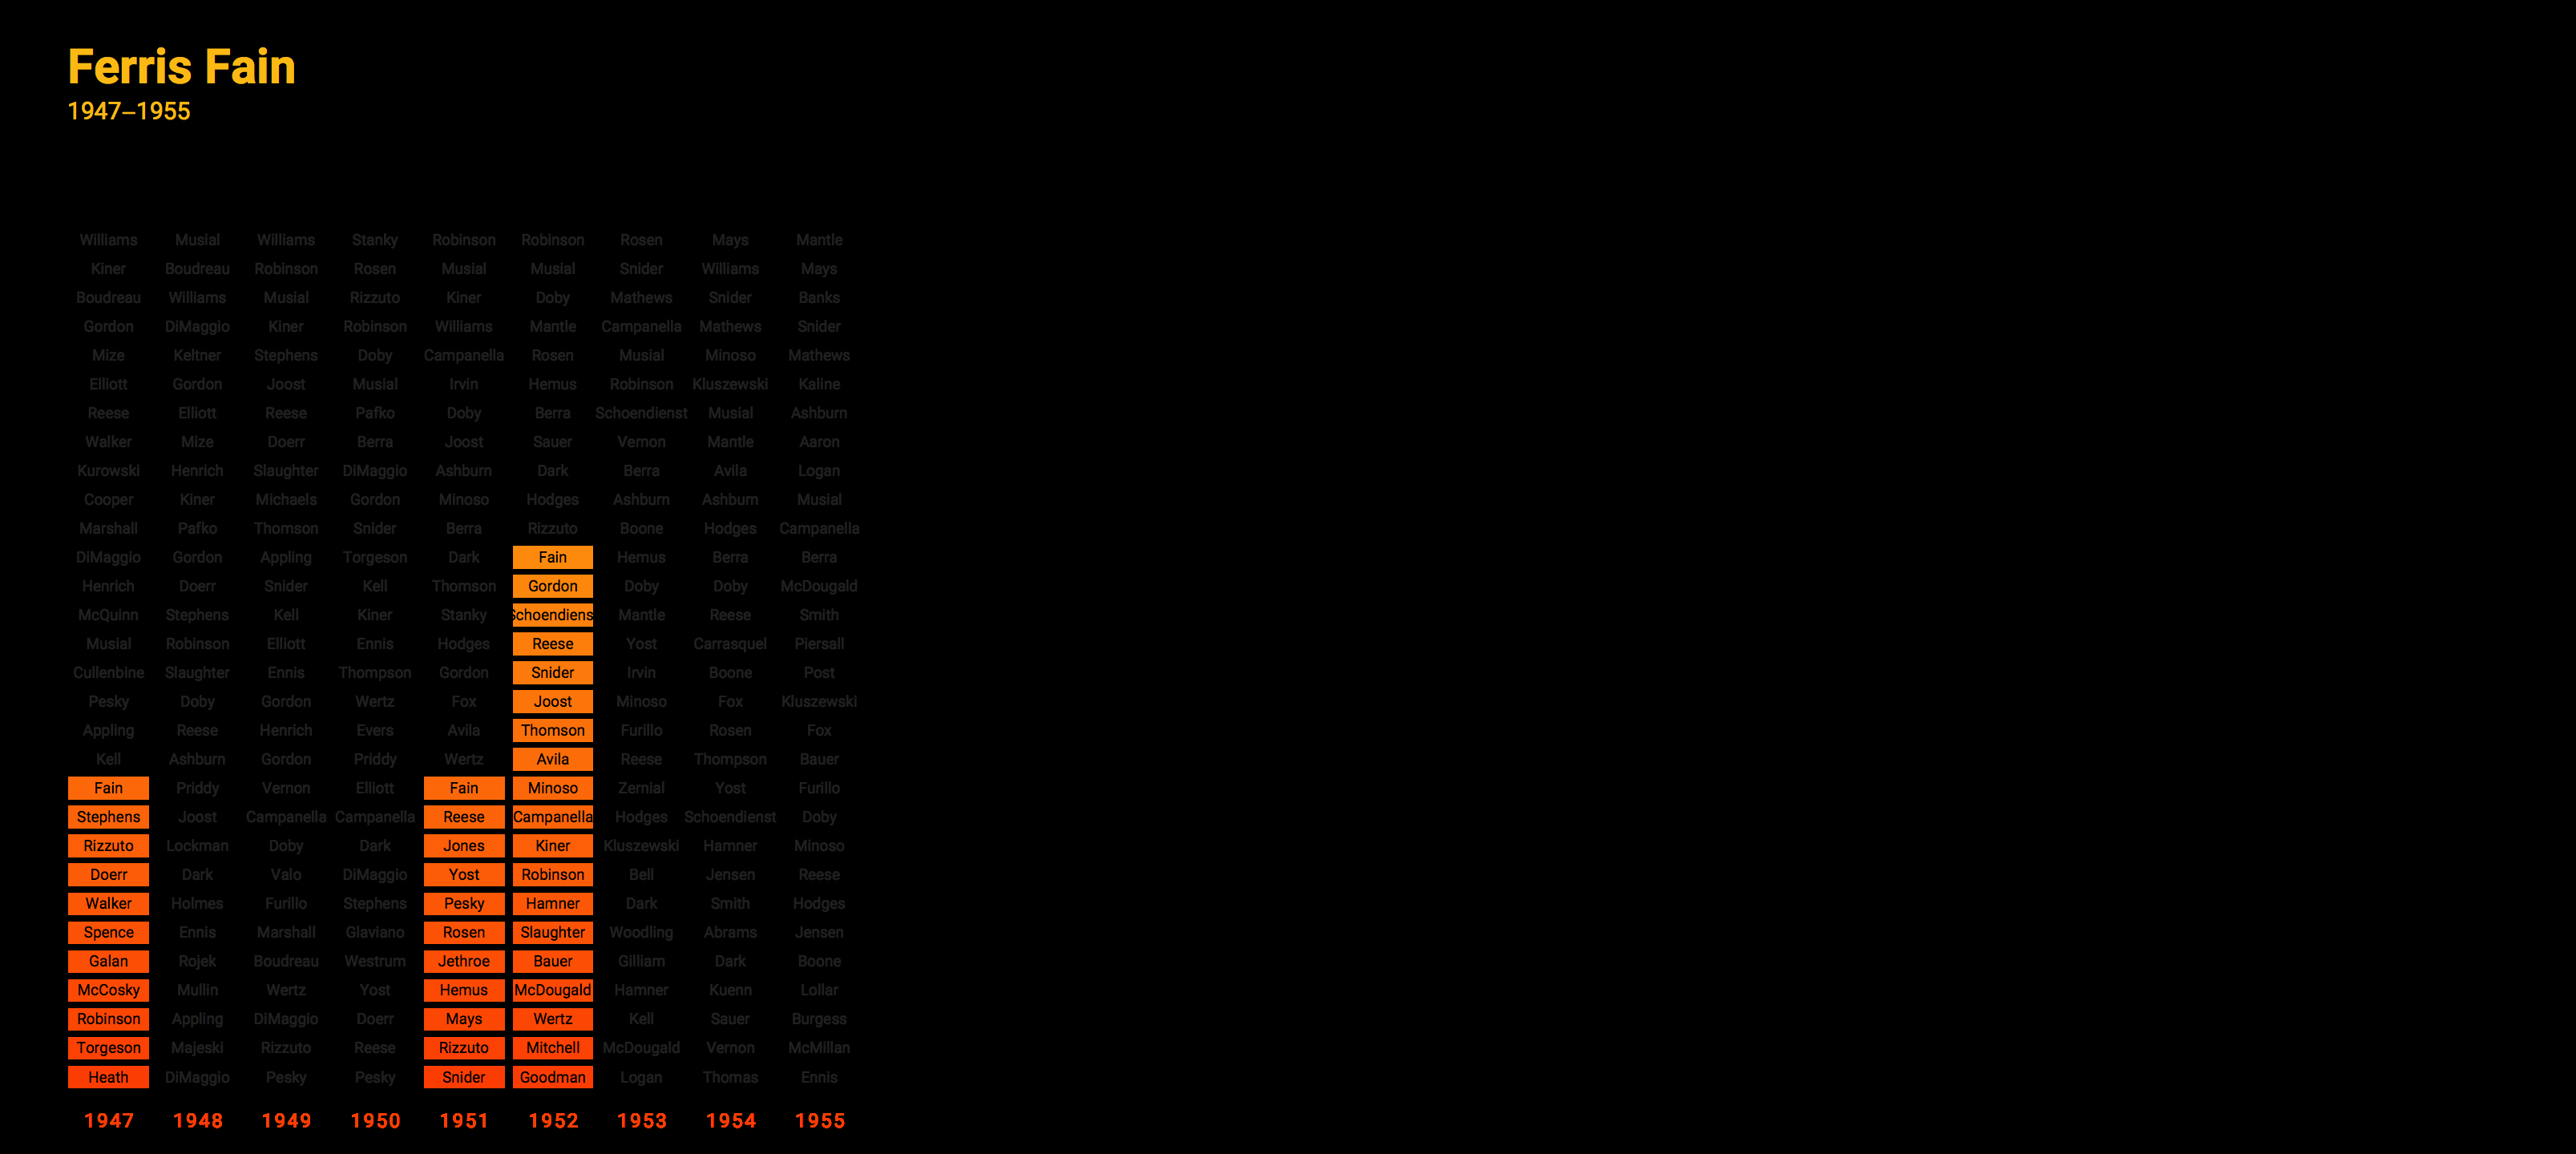 Ferris Fain
1947–1955
Williams Musial Williams Stanky Robinson Robinson Rosen Mays Mantle
Kiner Boudreau Robinson Rosen Musial Musial Snider Williams Mays
Boudreau Williams Musial Rizzuto Kiner Doby Mathews Snider Banks
Gordon DiMaggio Kiner Robinson Williams Mantle Campanella Mathews Snider
Mize Keltner Stephens Doby Campanella Rosen Musial Minoso Mathews
Elliott Gordon Joost Musial Irvin Hemus Robinson Kluszewski Kaline
Reese Elliott Reese Pafko Doby Berra Schoendienst Musial Ashburn
Walker Mize Doerr Berra Joost Sauer Vernon Mantle Aaron
Kurowski Henrich Slaughter DiMaggio Ashburn Dark Berra Avila Logan
Cooper Kiner Michaels Gordon Minoso Hodges Ashburn Ashburn Musial
Marshall Pafko Thomson Snider Berra Rizzuto Boone Hodges Campanella
DiMaggio Gordon Appling Torgeson Dark Fain Hemus Berra Berra
Henrich Doerr Snider Kell Thomson Gordon Doby Doby McDougald
McQuinn Stephens Kell Kiner Stanky Schoendiens Mantle Reese Smith
Musial Robinson Elliott Ennis Hodges Reese Yost Carrasquel Piersall
Cullenbine Slaughter Ennis Thompson Gordon Snider Irvin Boone Post
Pesky Doby Gordon Wertz Fox Joost Minoso Fox Kluszewski
Appling Reese Henrich Evers Avila Thomson Furillo Rosen Fox
Kell Ashburn Gordon Priddy Wertz Avila Reese Thompson Bauer
Fain Priddy Vernon Elliott Fain Minoso Zernial Yost Furillo
Stephens Joost Campanella Campanella Reese Campanella Hodges Schoendienst Doby
Rizzuto Lockman Doby Dark Jones Kiner Kluszewski Hamner Minoso
Doerr Dark Valo DiMaggio Yost Robinson Bell Jensen Reese
Walker Holmes Furillo Stephens Pesky Hamner Dark Smith Hodges
Spence Ennis Marshall Glaviano Rosen Slaughter Woodling Abrams Jensen
Galan Rojek Boudreau Westrum Jethroe Bauer Gilliam Dark Boone
McCosky Mullin Wertz Yost Hemus McDougald Hamner Kuenn Lollar
Robinson Appling DiMaggio Doerr Mays Wertz Kell Sauer Burgess
Torgeson Majeski Rizzuto Reese Rizzuto Mitchell McDougald Vernon McMillan
Heath DiMaggio Pesky Pesky Snider Goodman Logan Thomas Ennis
1947 1948 1949 1950 1951 1952 1953 1954 1955